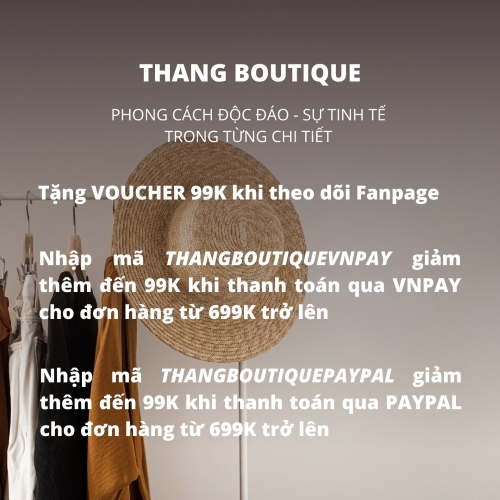 THANG BOUTIQUE
PHONG CÁCH ĐỘC ĐÁO - SỰ TINH TẾ
TRONG TỪNG CHI TIẾT
Tặng VOUCHER 99K khi theo dõi Fanpage
Nhập mã THANGBOUTIQUEVNPAY giảm
thêm đến 99K khi thanh toán qua VNPAY
cho đơn hàng từ 699K trở lên
Nhập mã THANGBOUTIQUEPAYPAL giảm
thêm đến 99K khi thanh toán qua PAYPAL
cho đơn hàng từ 699K trở lên